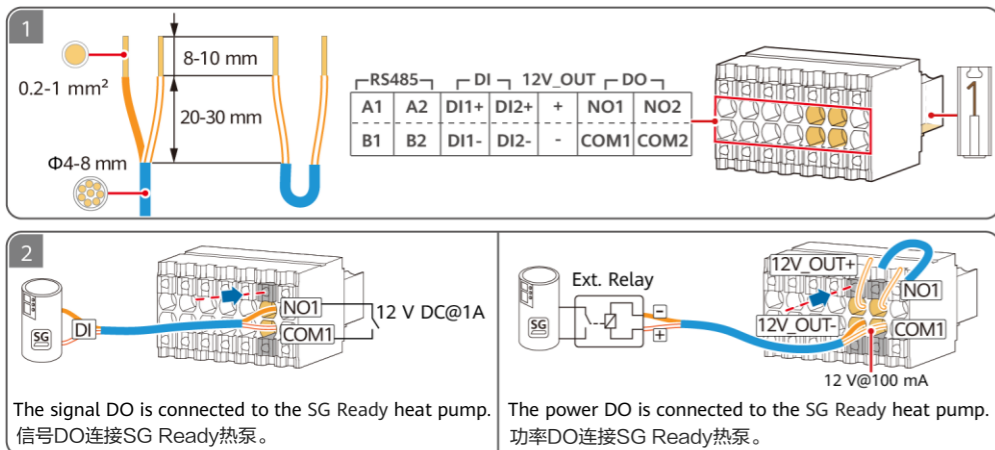 1
8-10 mm
0.2-1 mm²
20-30 mm
Φ4-8 mm
RS485 DI 12V_OUT DO
A1 A2 DI1+ DI2+ + NO1 NO2
B1 B2 DI1- DI2- - COM1 COM2
1
2
SG
DI
NO1
COM1
12 V DC@1A
The signal DO is connected to the SG Ready heat pump.
信号DO连接SG Ready热泵。
Ext. Relay
SG
-
+
12V_OUT+
NO1
12V_OUT-
COM1
12 V@100 mA
The power DO is connected to the SG Ready heat pump.
功率DO连接SG Ready热泵。